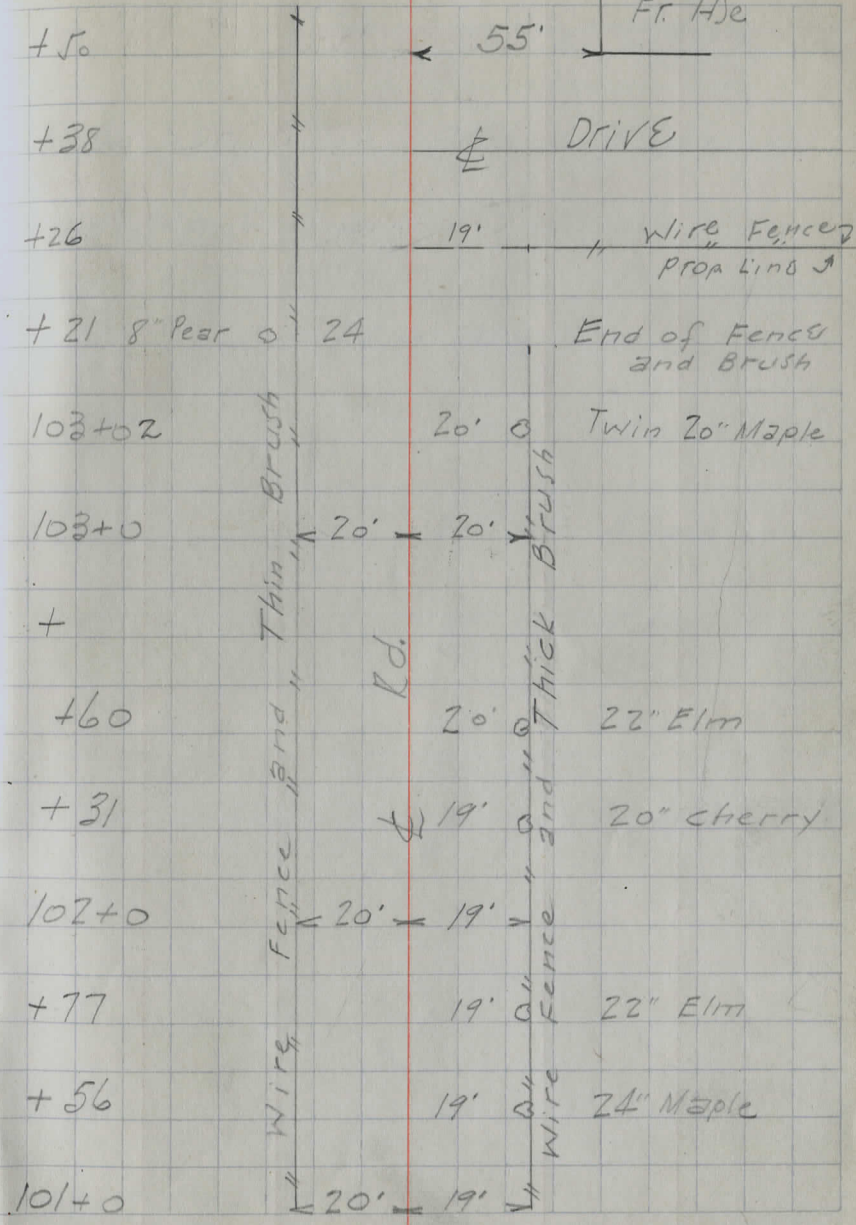 Fr. Hse
+50 55'
+38 ℄ Drive
+26 19' Wire Fence
Prop Line
+21 8" Pear 24 End of Fence
and Brush
103+02 20' Twin 20" Maple
103+0 20' 20'
+
+60 20' 22" Elm
+31 19' 20" Cherry
102+0 20' 19'
+77 19' 22" Elm
+56 19' 24" Maple
101+0 20' 19'
Wire Fence and Thin Brush
℄ Rd.
Wire Fence and Thick Brush